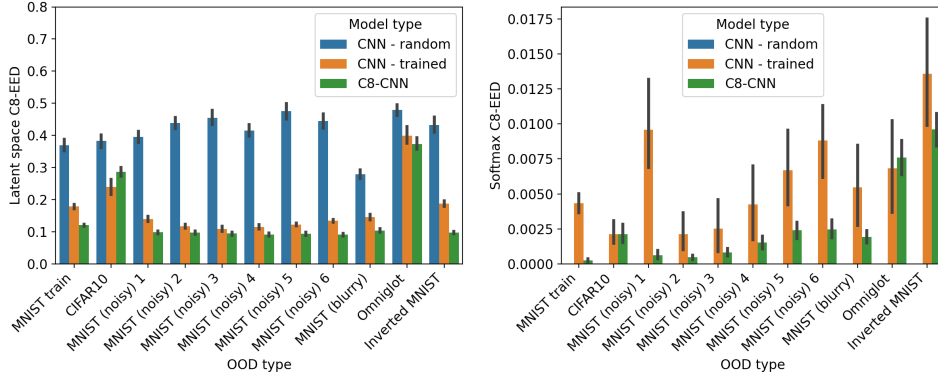 0.8
0.7
0.6
0.5
0.4
0.3
0.2
0.1
0.0
Latent space C8-EED
Model type
CNN - random
CNN - trained
C8-CNN
MNIST train
CIFAR10
MNIST (noisy) 1
MNIST (noisy) 2
MNIST (noisy) 3
MNIST (noisy) 4
MNIST (noisy) 5
MNIST (noisy) 6
MNIST (blurry)
Omniglot
Inverted MNIST
OOD type
0.0175
0.0150
0.0125
0.0100
0.0075
0.0050
0.0025
0.0000
Softmax C8-EED
Model type
CNN - random
CNN - trained
C8-CNN
MNIST train
CIFAR10
MNIST (noisy) 1
MNIST (noisy) 2
MNIST (noisy) 3
MNIST (noisy) 4
MNIST (noisy) 5
MNIST (noisy) 6
MNIST (blurry)
Omniglot
Inverted MNIST
OOD type